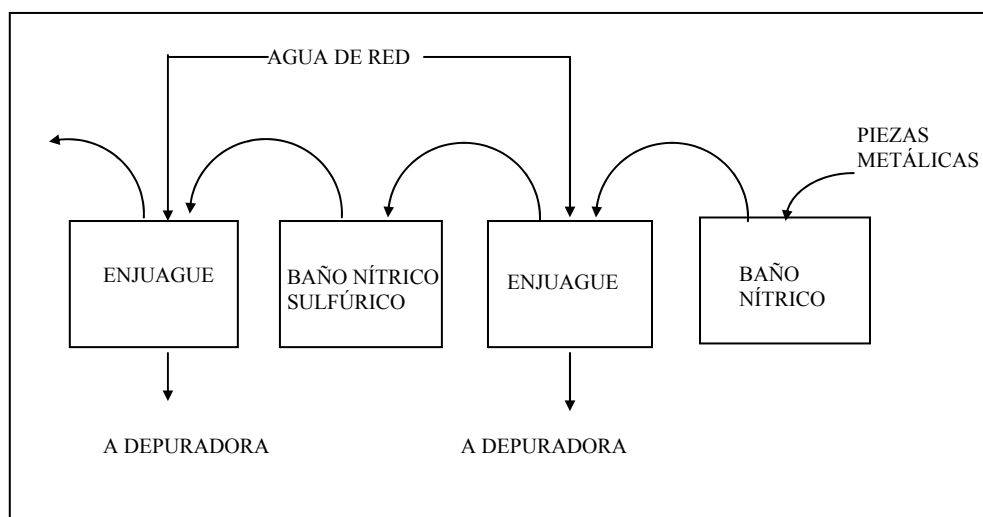 AGUA DE RED
PIEZAS
METÁLICAS
ENJUAGUE
BAÑO NÍTRICO
SULFÚRICO
ENJUAGUE
BAÑO
NÍTRICO
A DEPURADORA
A DEPURADORA